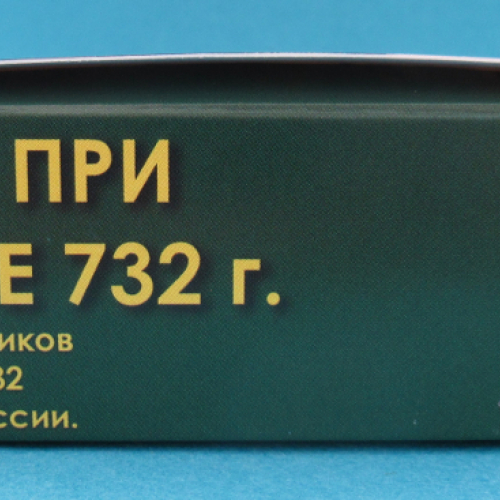 ПРИ
Е 732 г.
иков
32
ссии.